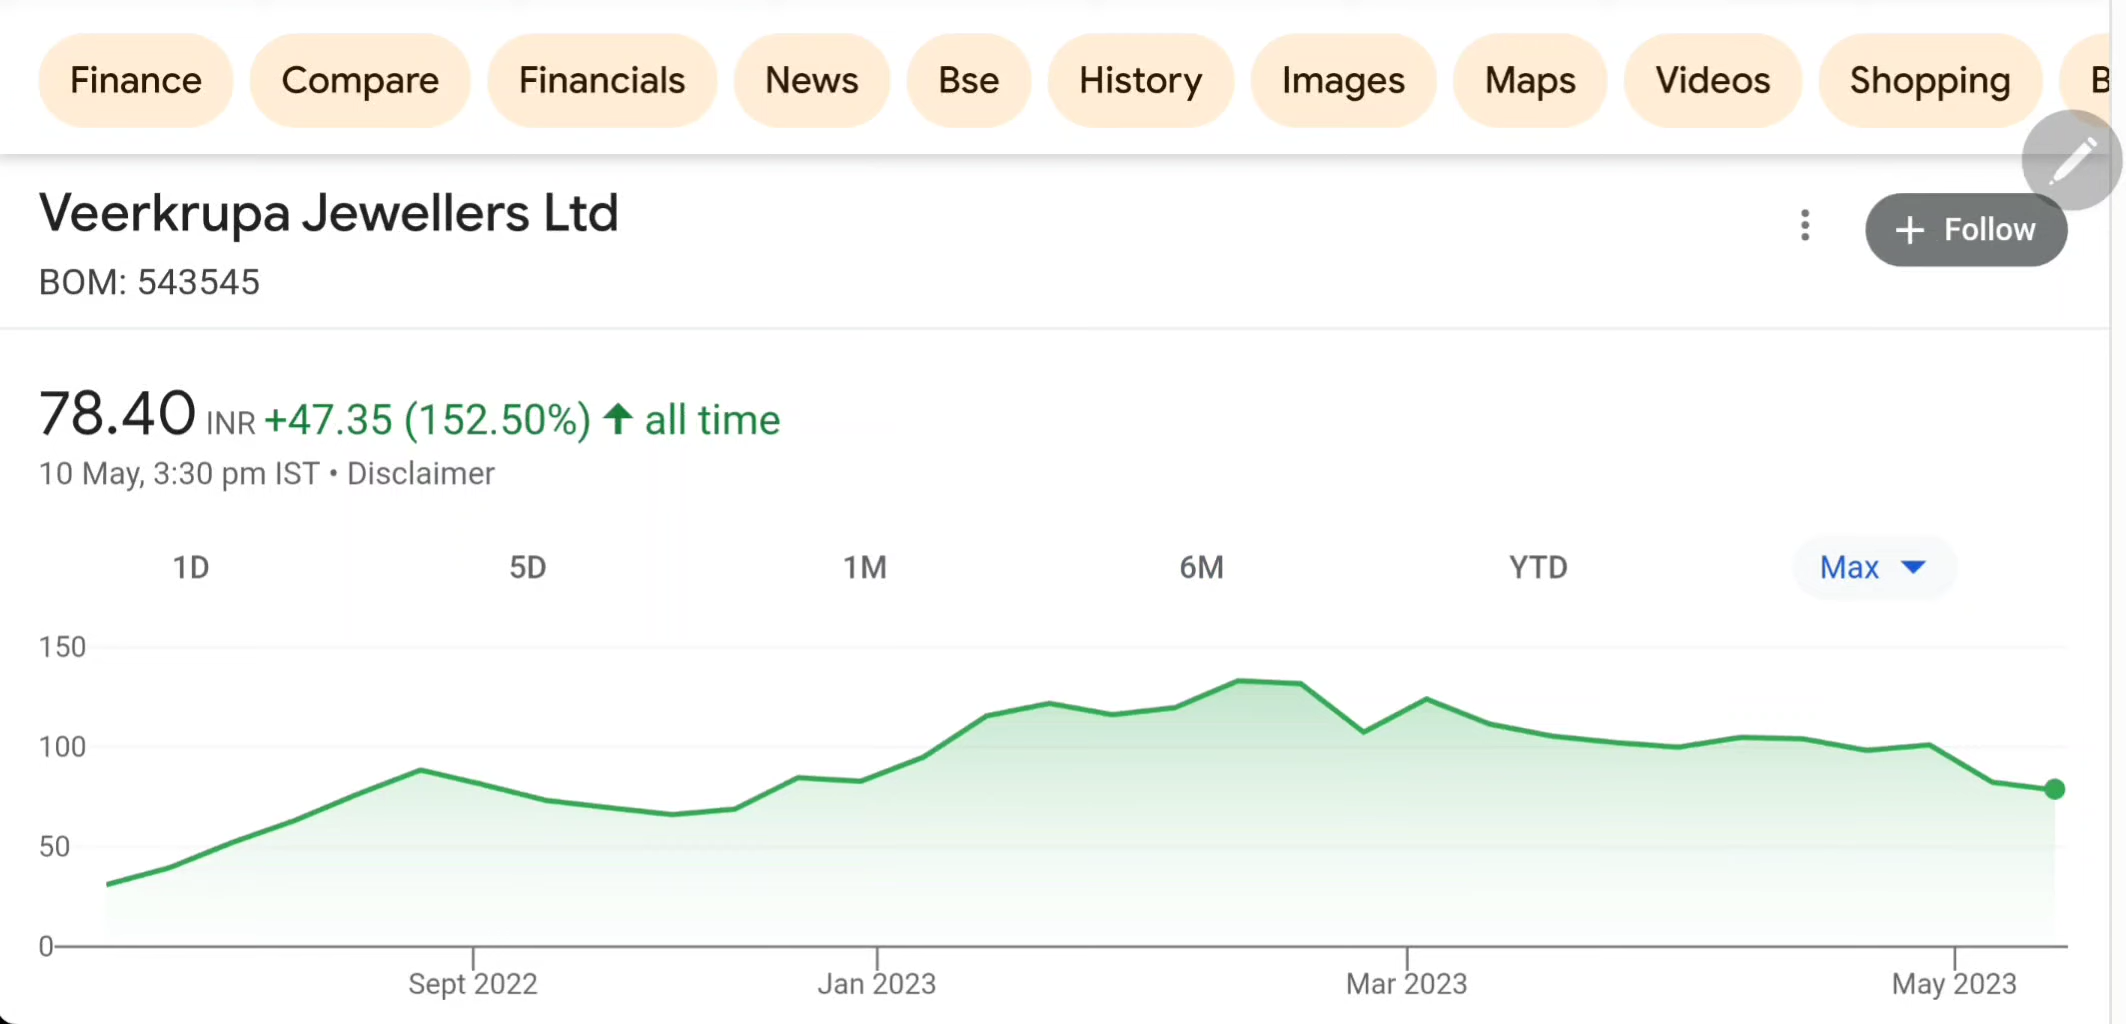 Finance Compare Financials News Bse History Images Maps Videos Shopping
Veerkrupa Jewellers Ltd
+ Follow
BOM: 543545
78.40 INR +47.35 (152.50%) ↑ all time
10 May, 3:30 pm IST • Disclaimer
1D 5D 1M 6M YTD Max
150
100
50
0
Sept 2022 Jan 2023 Mar 2023 May 2023